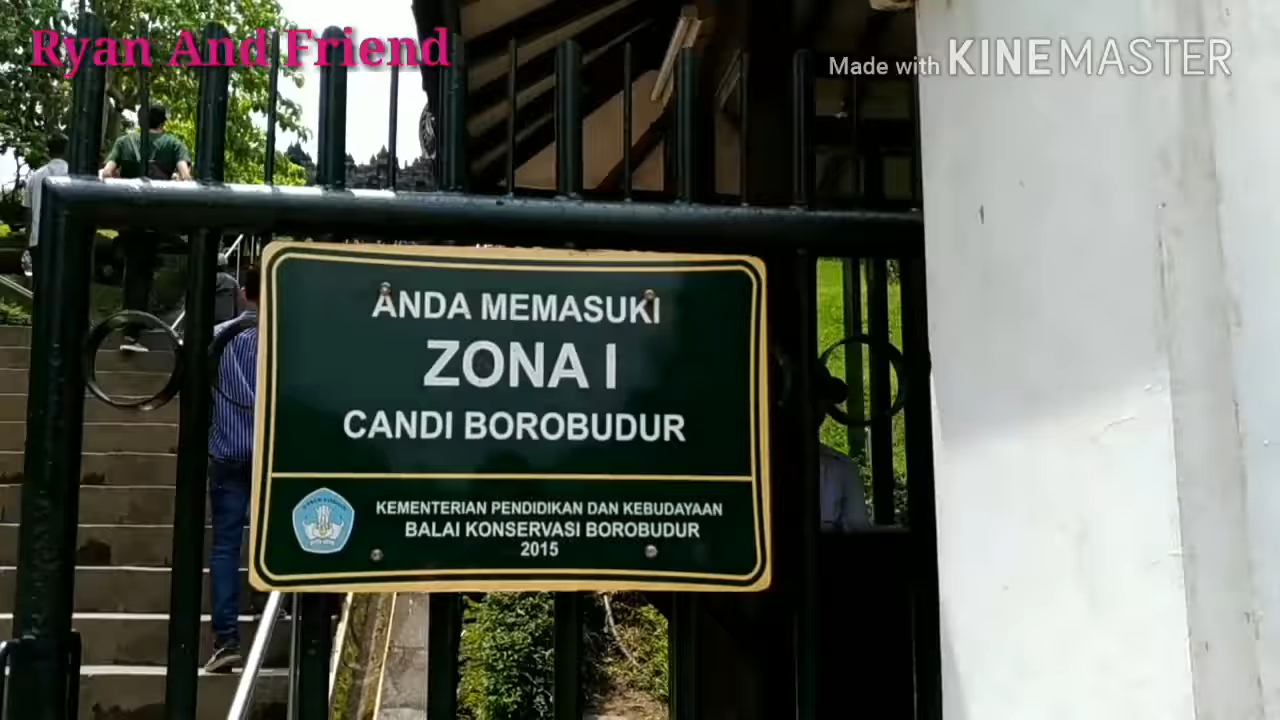 Ryan And Friend
Made with KINEMASTER
ANDA MEMASUKI
ZONA I
CANDI BOROBUDUR
KEMENTERIAN PENDIDIKAN DAN KEBUDAYAAN
BALAI KONSERVASI BOROBUDUR
2015